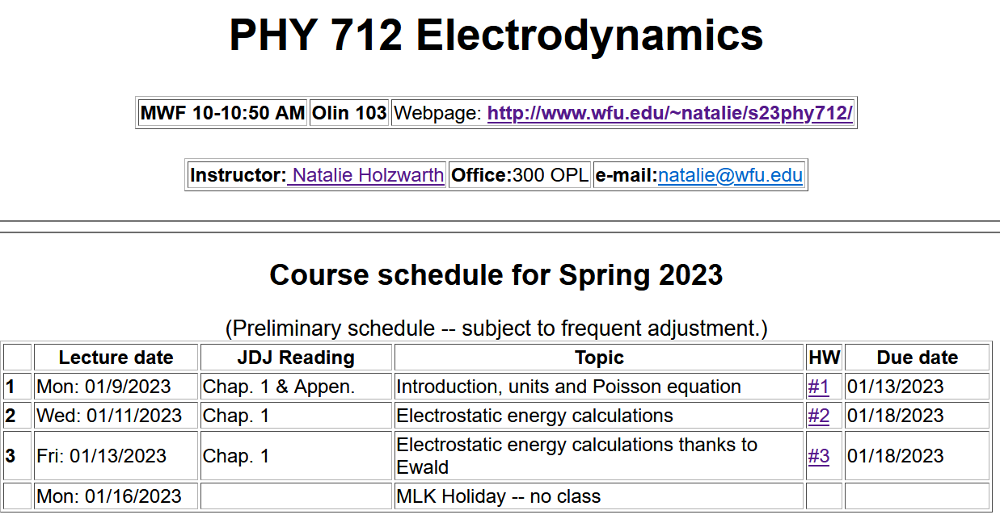 PHY 712 Electrodynamics
MWF 10-10:50 AM Olin 103 Webpage: http://www.wfu.edu/~natalie/s23phy712/
Instructor: Natalie Holzwarth Office:300 OPL e-mail:natalie@wfu.edu
Course schedule for Spring 2023
(Preliminary schedule -- subject to frequent adjustment.)
Lecture date JDJ Reading Topic HW Due date
1 Mon: 01/9/2023 Chap. 1 & Appen. Introduction, units and Poisson equation #1 01/13/2023
2 Wed: 01/11/2023 Chap. 1 Electrostatic energy calculations #2 01/18/2023
3 Fri: 01/13/2023 Chap. 1 Electrostatic energy calculations thanks to
Ewald #3 01/18/2023
Mon: 01/16/2023 MLK Holiday -- no class